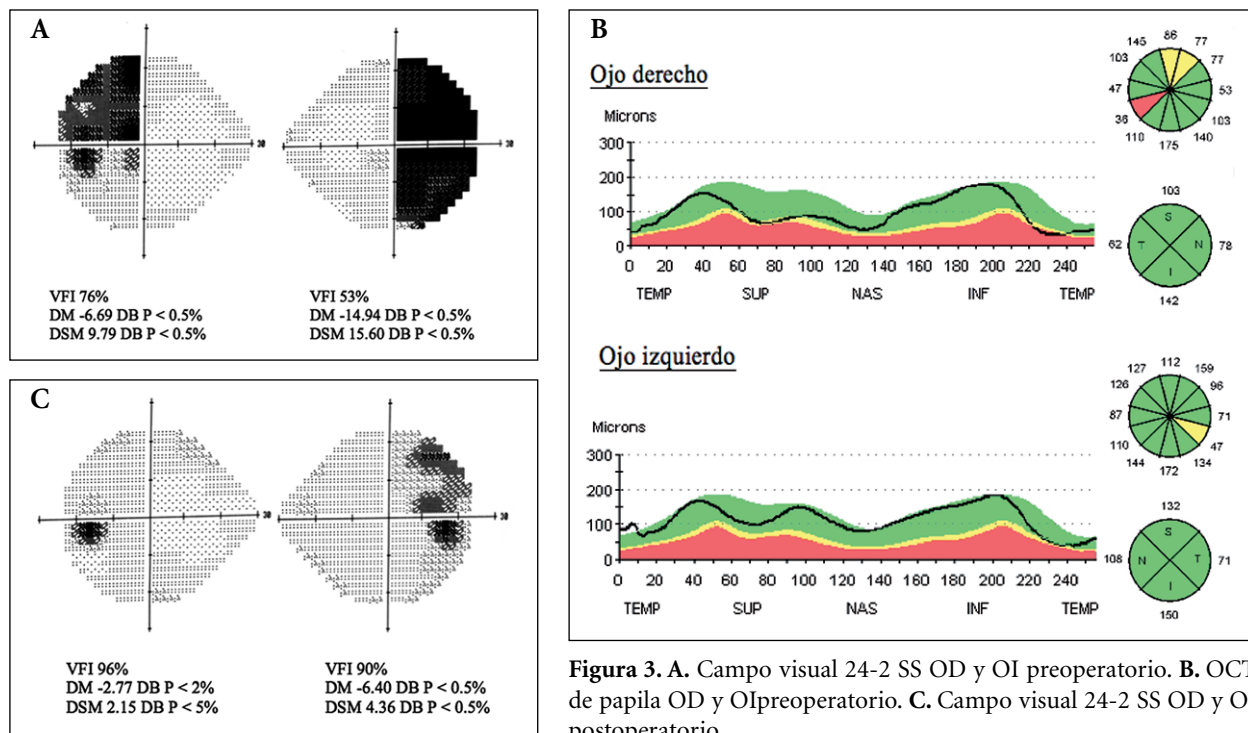 A
30
30
VFI 76%
DM -6.69 DB P < 0.5%
DSM 9.79 DB P < 0.5%
VFI 53%
DM -14.94 DB P < 0.5%
DSM 15.60 DB P < 0.5%
B
Ojo derecho
Microns
300
200
100
0
0 20 40 60 80 100 120 140 160 180 200 220 240
TEMP SUP NAS INF TEMP
86
77
77
53
103
140
175
110
36
47
103
145
103
S
62 T N 78
I
142
Ojo izquierdo
Microns
300
200
100
0
0 20 40 60 80 100 120 140 160 180 200 220 240
TEMP SUP NAS INF TEMP
112
159
96
71
47
134
172
144
110
87
126
127
132
S
108 N T 71
I
150
C
30
30
VFI 96%
DM -2.77 DB P < 2%
DSM 2.15 DB P < 5%
VFI 90%
DM -6.40 DB P < 0.5%
DSM 4.36 DB P < 0.5%
Figura 3. A. Campo visual 24-2 SS OD y OI preoperatorio. B. OCT
de papila OD y OIpreoperatorio. C. Campo visual 24-2 SS OD y O
postoperatorio